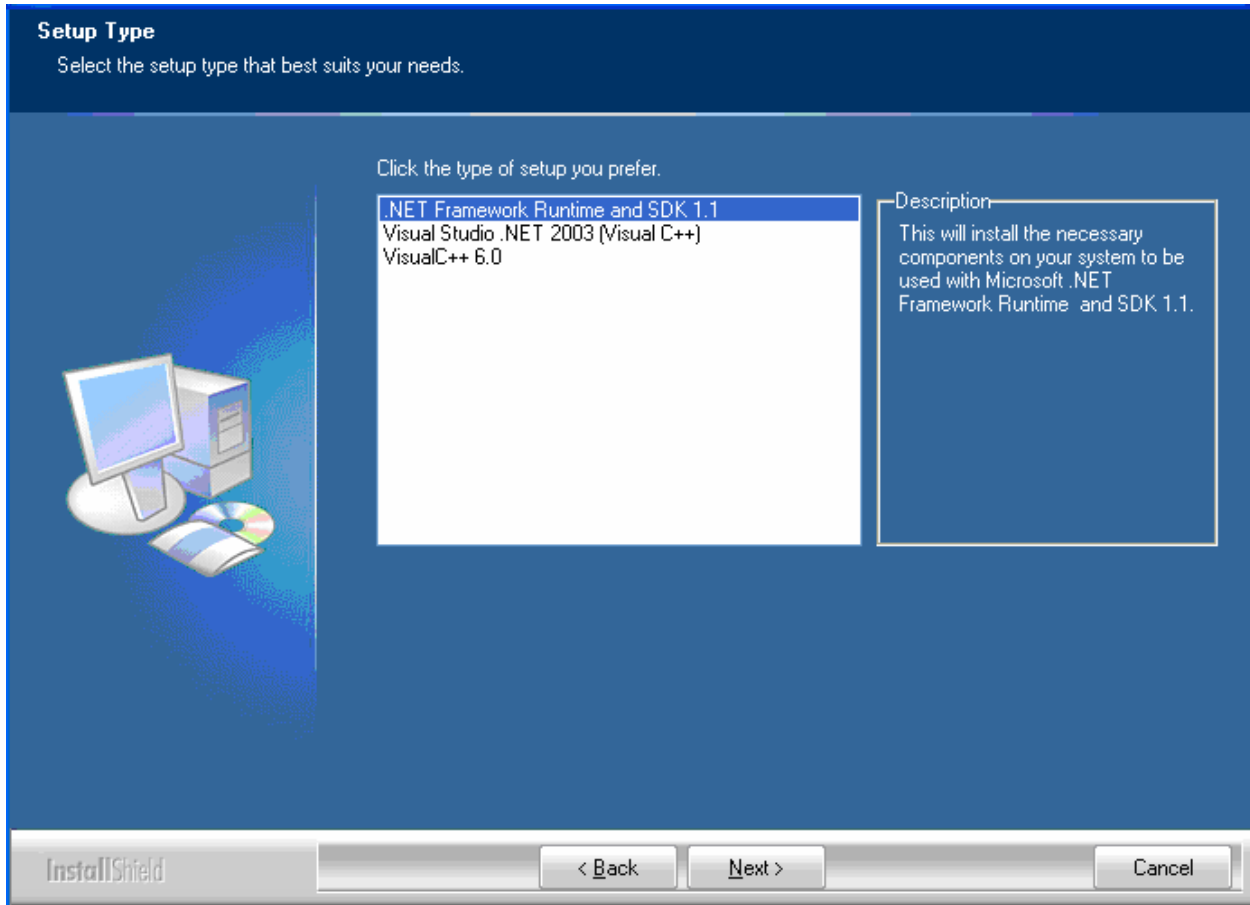 Setup Type
Select the setup type that best suits your needs.
Click the type of setup you prefer.
.NET Framework Runtime and SDK 1.1
Visual Studio .NET 2003 (Visual C++)
VisualC++ 6.0
Description
This will install the necessary
components on your system to be
used with Microsoft .NET
Framework Runtime  and SDK 1.1.
InstallShield
< Back
Next >
Cancel